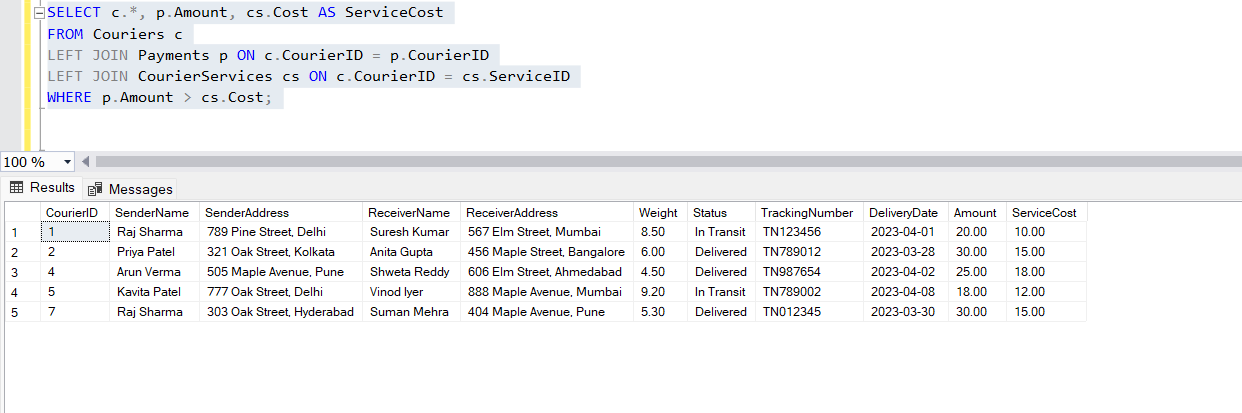 SELECT c.*, p.Amount, cs.Cost AS ServiceCost
FROM Couriers c
LEFT JOIN Payments p ON c.CourierID = p.CourierID
LEFT JOIN CourierServices cs ON c.CourierID = cs.ServiceID
WHERE p.Amount > cs.Cost;
100 %
Results Messages
CourierID SenderName SenderAddress ReceiverName ReceiverAddress Weight Status TrackingNumber DeliveryDate Amount ServiceCost
1 1 Raj Sharma 789 Pine Street, Delhi Suresh Kumar 567 Elm Street, Mumbai 8.50 In Transit TN123456 2023-04-01 20.00 10.00
2 2 Priya Patel 321 Oak Street, Kolkata Anita Gupta 456 Maple Street, Bangalore 6.00 Delivered TN789012 2023-03-28 30.00 15.00
3 4 Arun Verma 505 Maple Avenue, Pune Shweta Reddy 606 Elm Street, Ahmedabad 4.50 Delivered TN987654 2023-04-02 25.00 18.00
4 5 Kavita Patel 777 Oak Street, Delhi Vinod Iyer 888 Maple Avenue, Mumbai 9.20 In Transit TN789002 2023-04-08 18.00 12.00
5 7 Raj Sharma 303 Oak Street, Hyderabad Suman Mehra 404 Maple Avenue, Pune 5.30 Delivered TN012345 2023-03-30 30.00 15.00